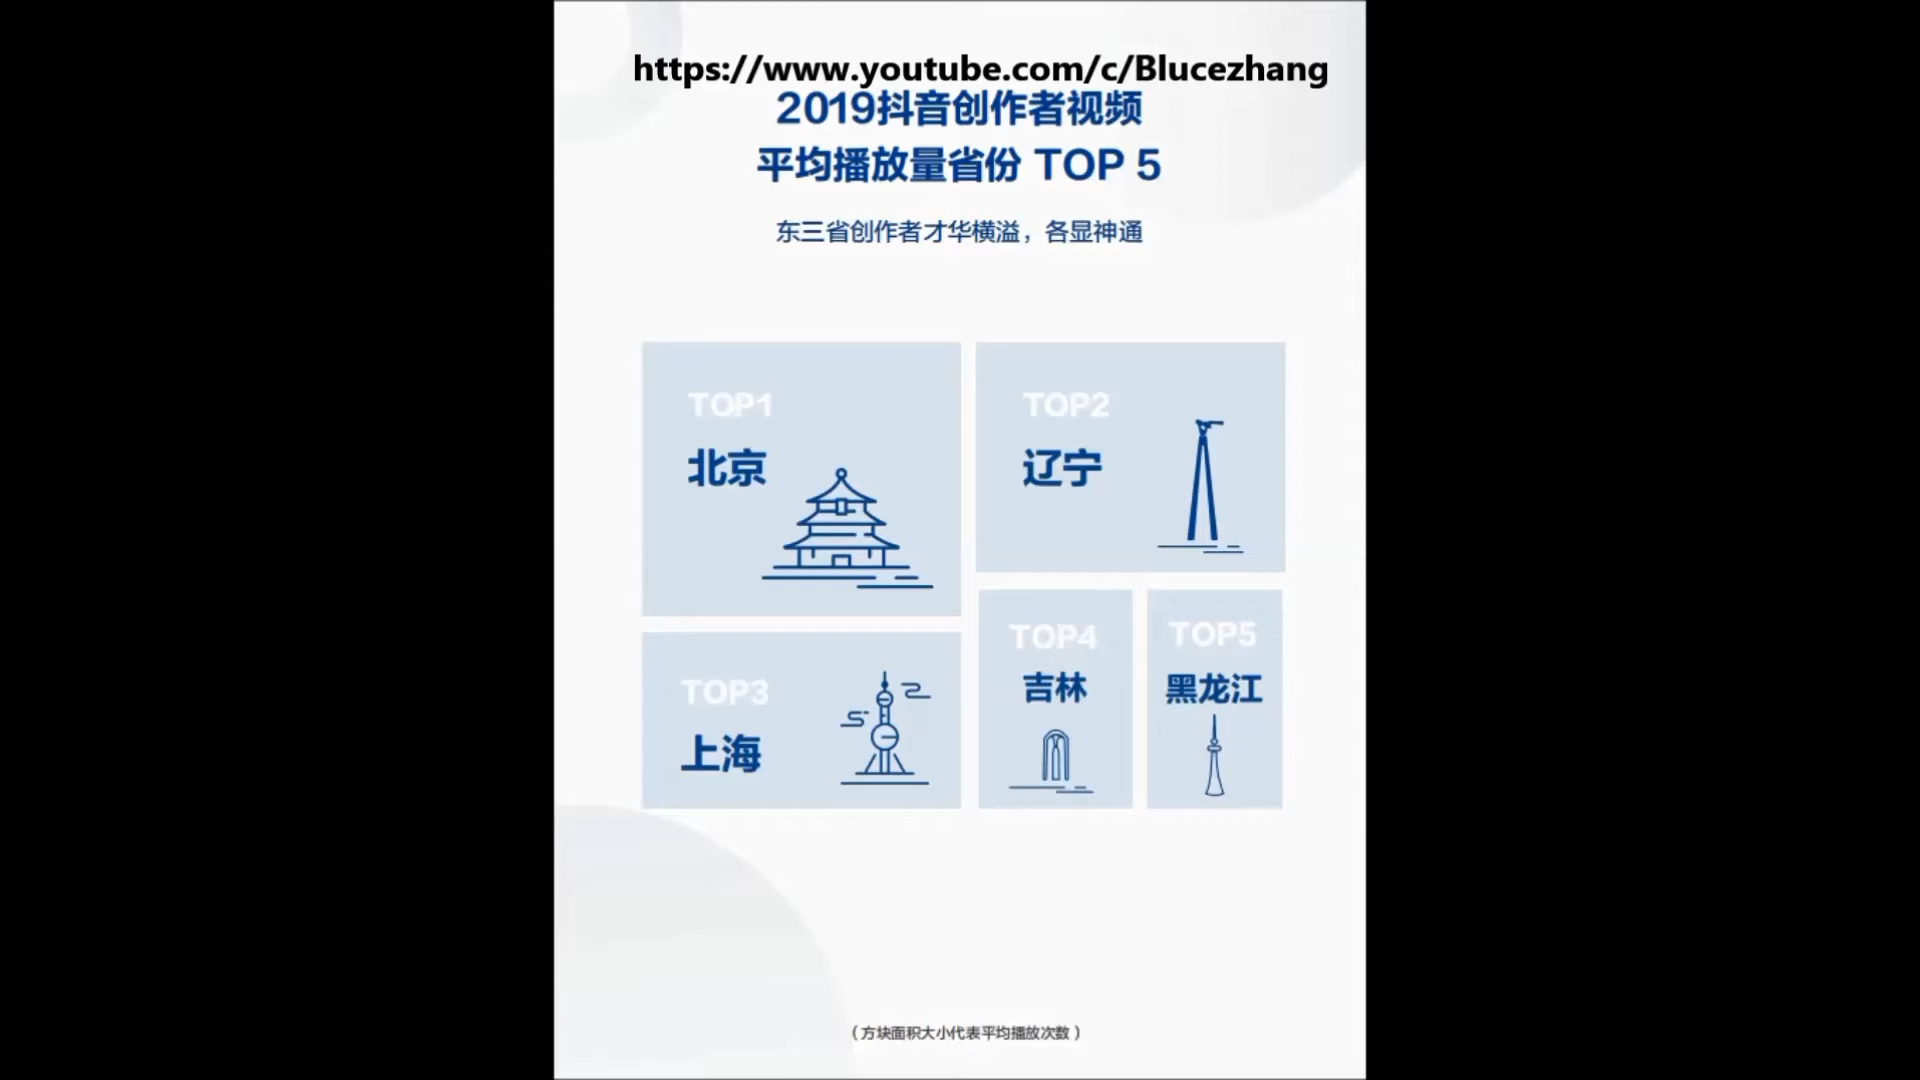 https://www.youtube.com/c/Blucezhang
2019抖音创作者视频
平均播放量省份 TOP 5
东三省创作者才华横溢，各显神通
TOP1
北京
TOP2
辽宁
TOP3
上海
TOP4
吉林
TOP5
黑龙江
（方块面积大小代表平均播放次数）